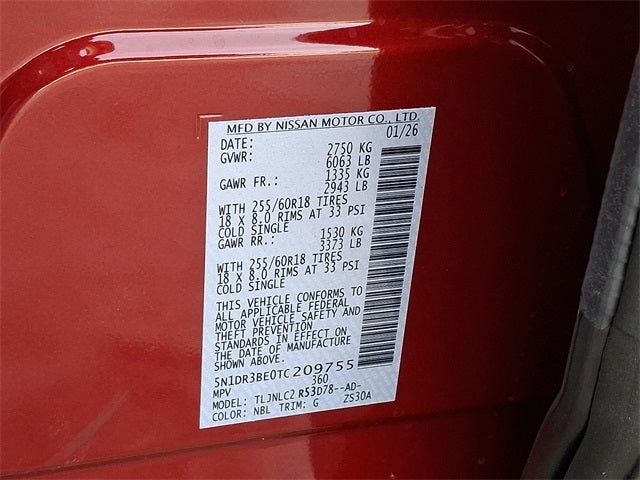 MFD BY NISSAN MOTOR CO., LTD.
DATE: 01/26
GVWR: 2750 KG
6063 LB
GAWR FR.: 1335 KG
2943 LB
WITH 255/60R18 TIRES
18 X 8.0 RIMS AT 33 PSI
COLD SINGLE
GAWR RR.: 1530 KG
3373 LB
WITH 255/60R18 TIRES
18 X 8.0 RIMS AT 33 PSI
COLD SINGLE
THIS VEHICLE CONFORMS TO
ALL APPLICABLE FEDERAL
MOTOR VEHICLE SAFETY AND
THEFT PREVENTION
STANDARDS IN EFFECT ON
THE DATE OF MANUFACTURE
SHOWN ABOVE.
5N1DR3BE0TC209755
MPV 360
MODEL: TLJNLC2 R53D78--AD-
COLOR: NBL TRIM: G ZS30A